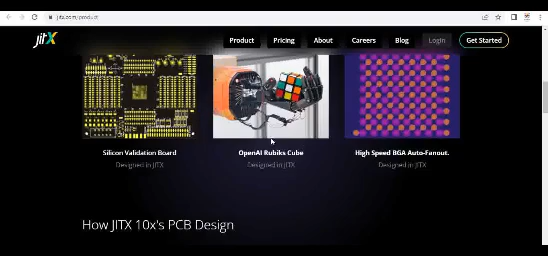 jitx.com/product
jitX
Product Pricing About Careers Blog Login Get Started
Silicon Validation Board OpenAI Rubiks Cube High Speed BGA Auto-Fanout.
Designed in JITX Designed in JITX Designed in JITX
How JITX 10x's PCB Design